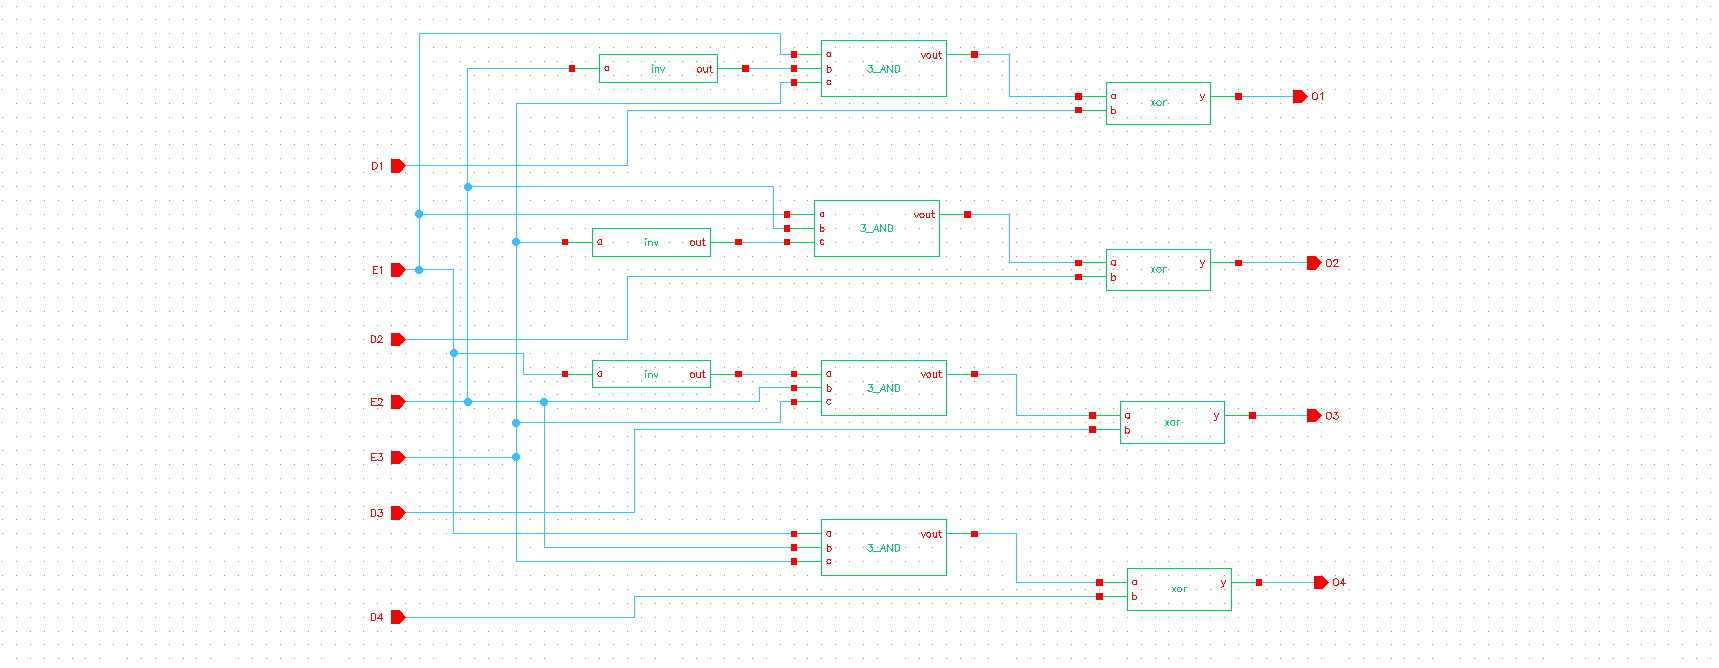 a inv out
a vout
b 3_AND
c
a xor y
b
O1
D1
a vout
b 3_AND
c
a inv out
a xor y
b
O2
E1
D2
a inv out
a vout
b 3_AND
c
E2
a xor y
b
O3
E3
D3
a vout
b 3_AND
c
a xor y
b
O4
D4